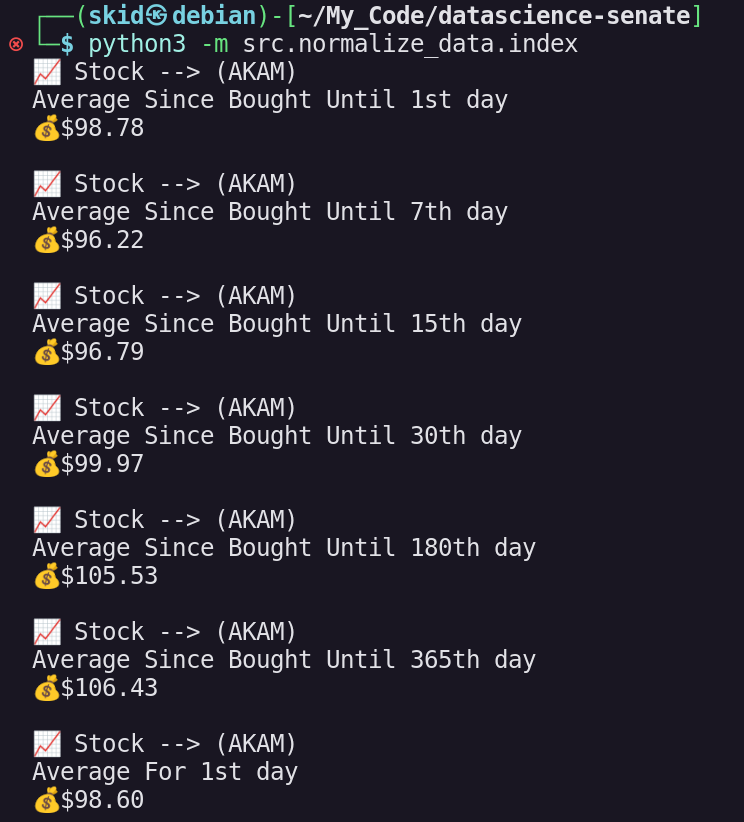 ┌──(skid㉿debian)-[~/My_Code/datascience-senate]
└─$ python3 -m src.normalize_data.index
📈 Stock --> (AKAM)
Average Since Bought Until 1st day
💰$98.78
📈 Stock --> (AKAM)
Average Since Bought Until 7th day
💰$96.22
📈 Stock --> (AKAM)
Average Since Bought Until 15th day
💰$96.79
📈 Stock --> (AKAM)
Average Since Bought Until 30th day
💰$99.97
📈 Stock --> (AKAM)
Average Since Bought Until 180th day
💰$105.53
📈 Stock --> (AKAM)
Average Since Bought Until 365th day
💰$106.43
📈 Stock --> (AKAM)
Average For 1st day
💰$98.60